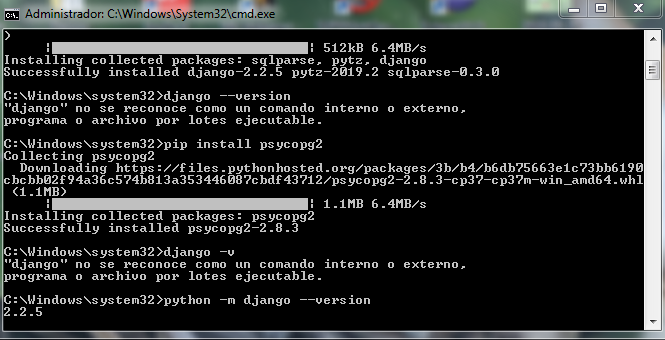 Administrador: C:\Windows\System32\cmd.exe
)
|████████████████████████████████| 512kB 6.4MB/s
Installing collected packages: sqlparse, pytz, django
Successfully installed django-2.2.5 pytz-2019.2 sqlparse-0.3.0
C:\Windows\system32>django --version
"django" no se reconoce como un comando interno o externo,
programa o archivo por lotes ejecutable.
C:\Windows\system32>pip install psycopg2
Collecting psycopg2
Downloading https://files.pythonhosted.org/packages/3b/b4/b6db75663e1c73bb6190
cbcbb02f94a36c574b813a353446087cbdf43712/psycopg2-2.8.3-cp37-cp37m-win_amd64.whl
(1.1MB)
|████████████████████████████████| 1.1MB 6.4MB/s
Installing collected packages: psycopg2
Successfully installed psycopg2-2.8.3
C:\Windows\system32>django -v
"django" no se reconoce como un comando interno o externo,
programa o archivo por lotes ejecutable.
C:\Windows\system32>python -m django --version
2.2.5